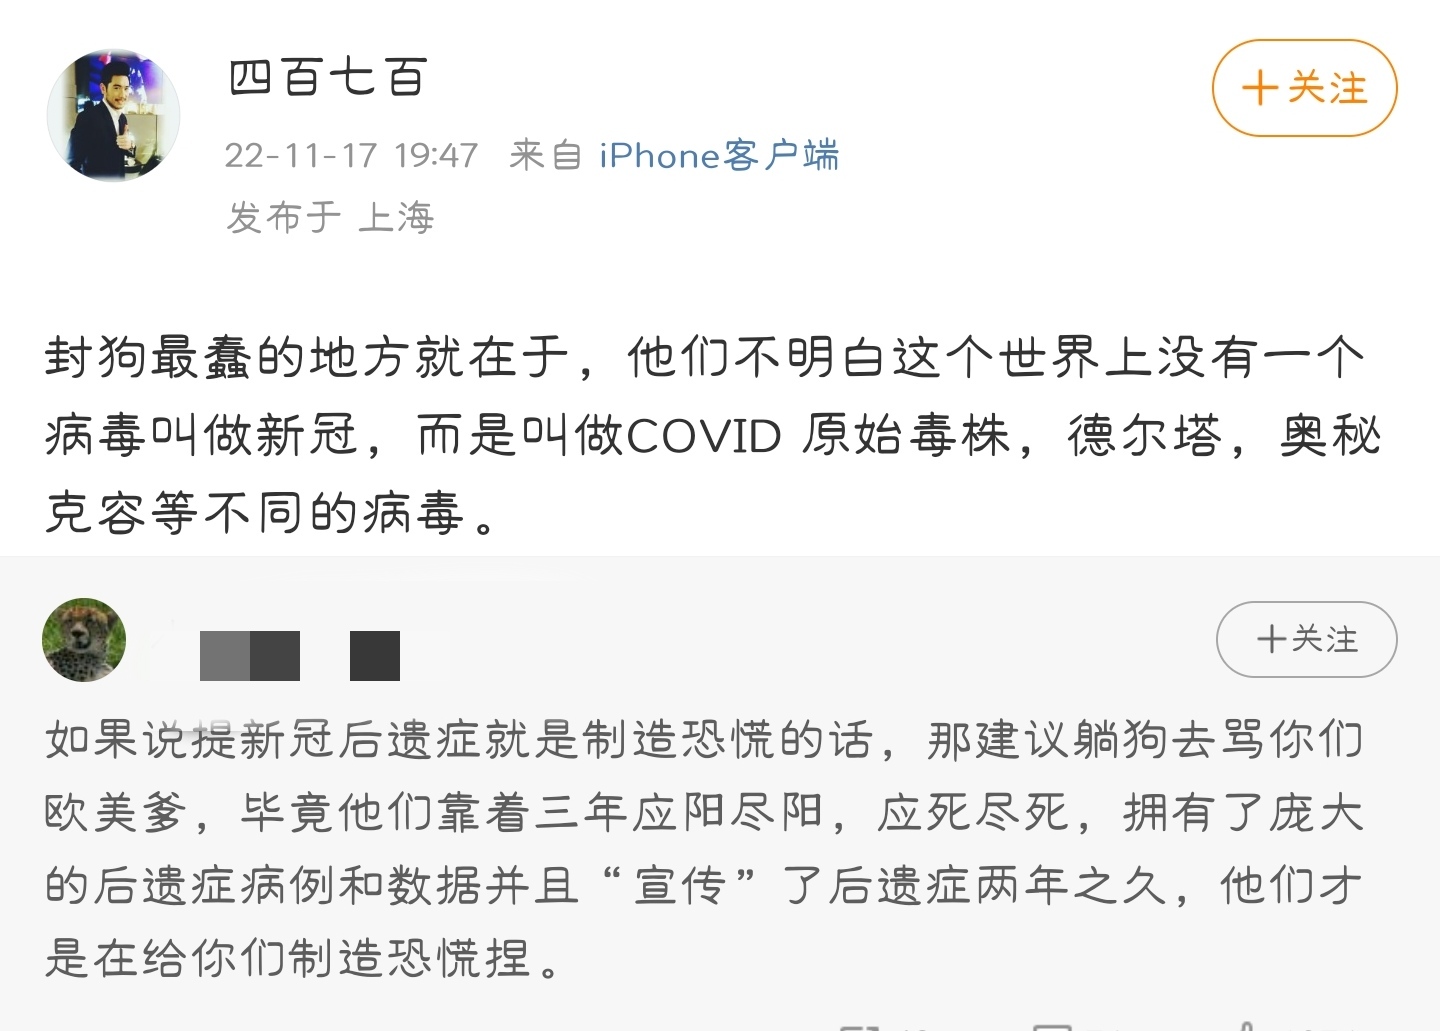 四百七百
+关注
22-11-17 19:47 来自 iPhone客户端
发布于 上海
封狗最蠢的地方就在于，他们不明白这个世界上没有一个
病毒叫做新冠，而是叫做COVID 原始毒株，德尔塔，奥秘
克容等不同的病毒。
+关注
如果说提新冠后遗症就是制造恐慌的话，那建议躺狗去骂你们
欧美爹，毕竟他们靠着三年应阳尽阳，应死尽死，拥有了庞大
的后遗症病例和数据并且“宣传”了后遗症两年之久，他们才
是在给你们制造恐慌捏。